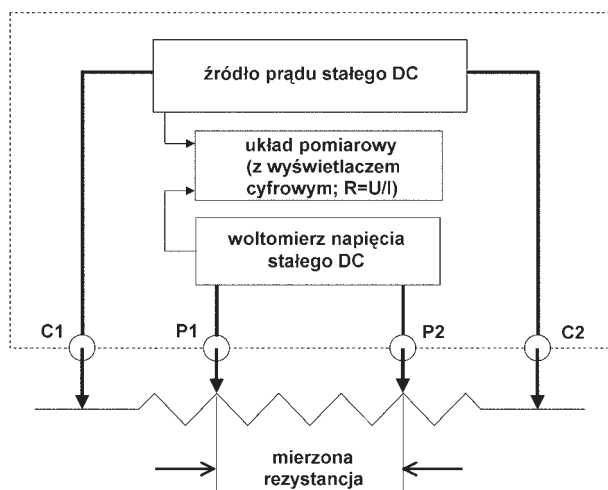 źródło prądu stałego DC
układ pomiarowy
(z wyświetlaczem
cyfrowym; R=U/I)
woltomierz napięcia
stałego DC
C1
P1
P2
C2
mierzona
rezystancja